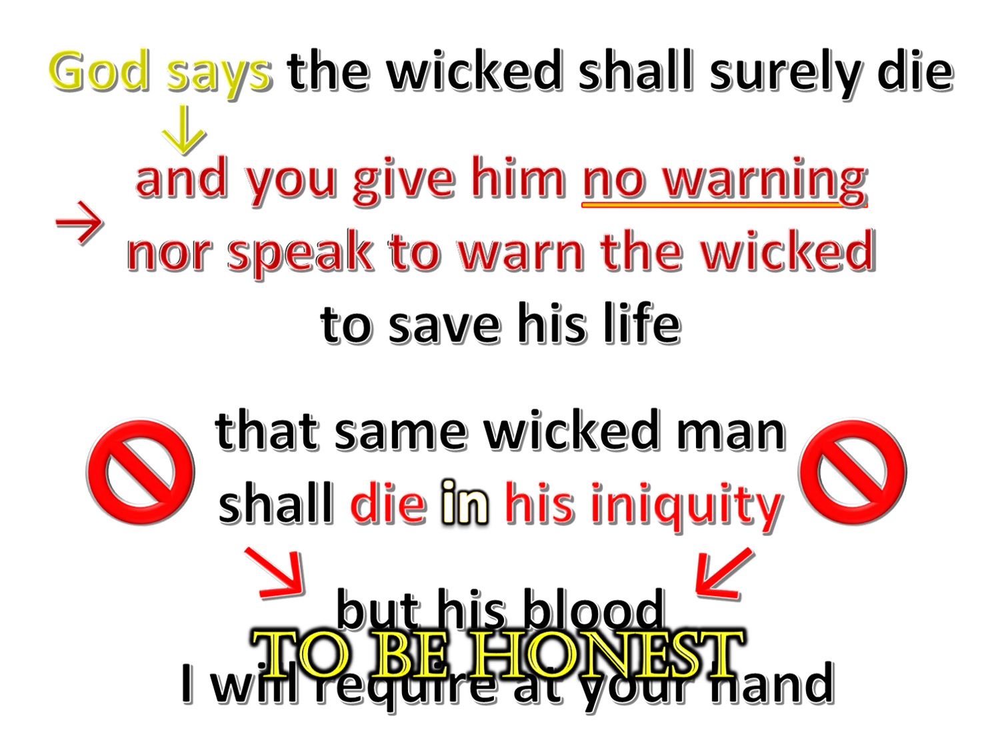 God says the wicked shall surely die
and you give him no warning
nor speak to warn the wicked
to save his life
that same wicked man
shall die in his iniquity
but his blood
TO BE HONEST
I will require at your hand